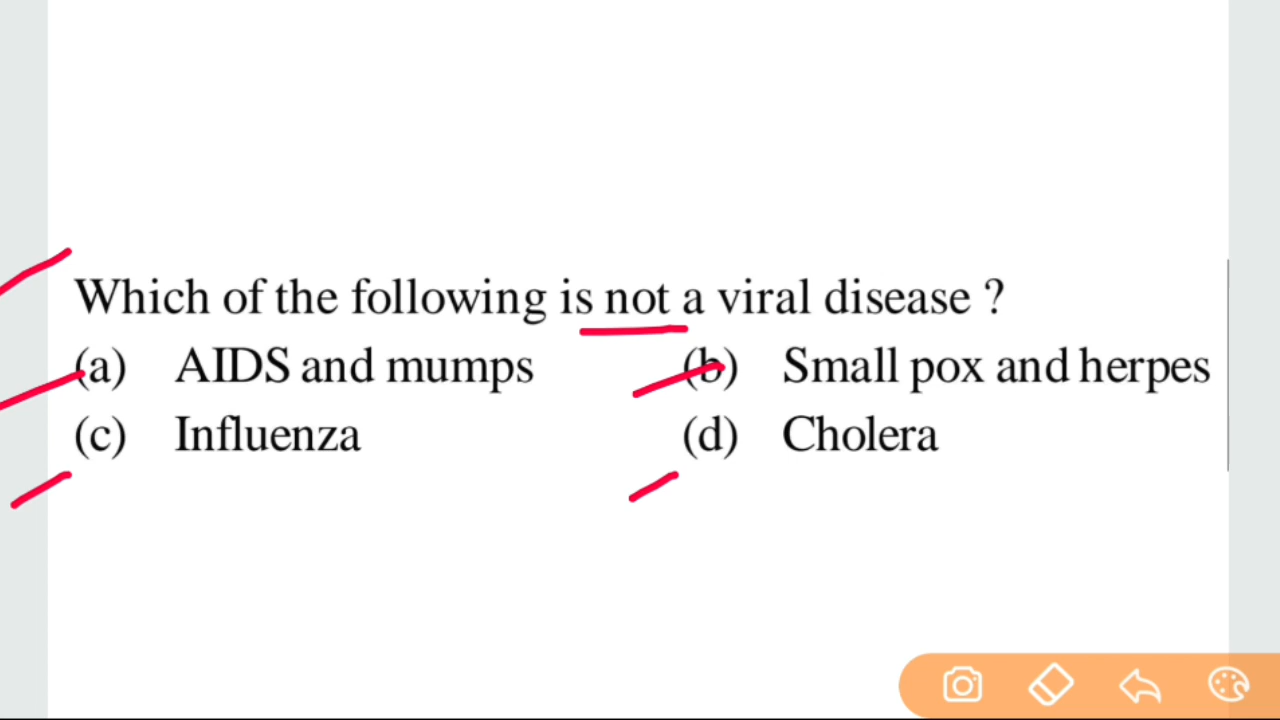 Which of the following is not a viral disease ?
(a) AIDS and mumps (b) Small pox and herpes
(c) Influenza (d) Cholera